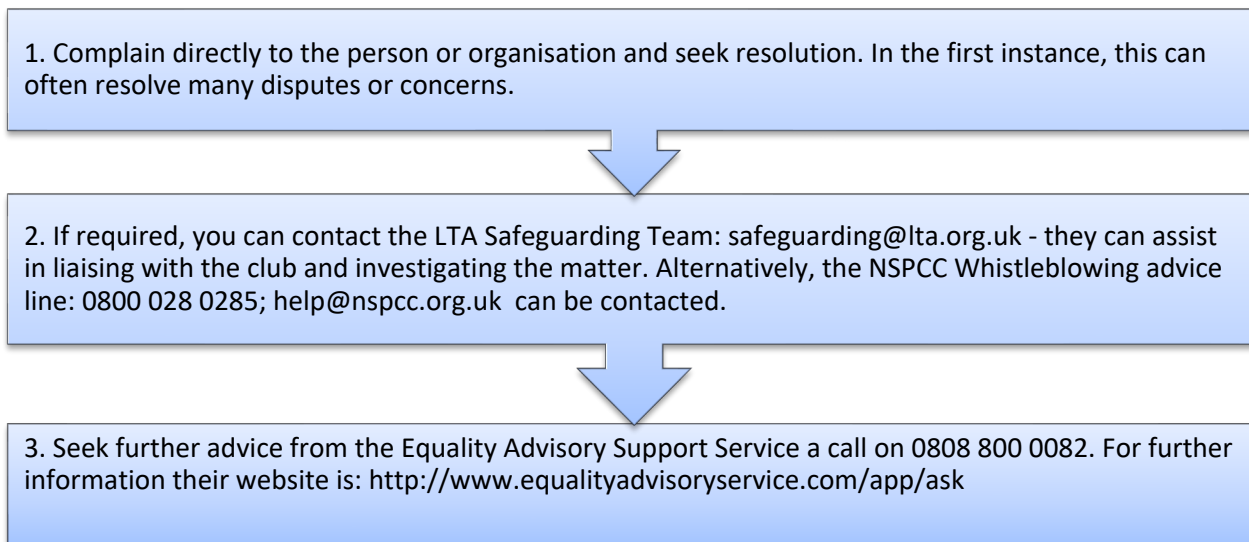 1. Complain directly to the person or organisation and seek resolution. In the first instance, this can
often resolve many disputes or concerns.
2. If required, you can contact the LTA Safeguarding Team: safeguarding@lta.org.uk - they can assist
in liaising with the club and investigating the matter. Alternatively, the NSPCC Whistleblowing advice
line: 0800 028 0285; help@nspcc.org.uk  can be contacted.
3. Seek further advice from the Equality Advisory Support Service a call on 0808 800 0082. For further
information their website is: http://www.equalityadvisoryservice.com/app/ask